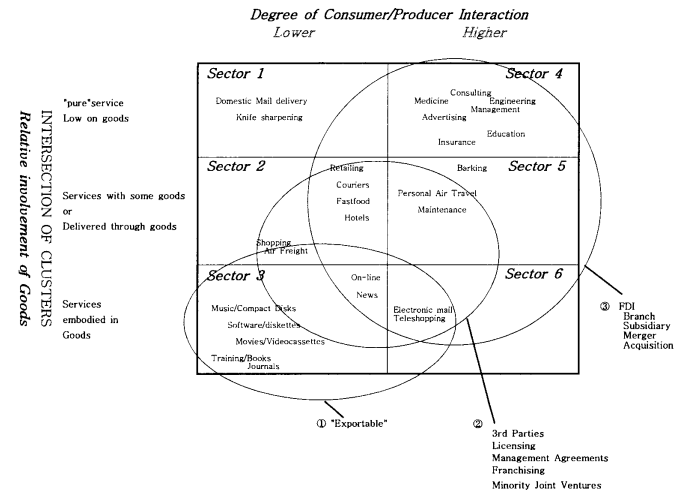 Degree of Consumer/Producer Interaction
Lower
Higher
INTERSECTION OF CLUSTERS
Relative involvement of Goods
"pure"service
Low on goods
Services with some goods
or
Delivered through goods
Services
embodied in
Goods
Sector 1
Domestic Mail delivery
Knife sharpening
Sector 4
Consulting
Medicine
Engineering
Management
Advertising
Education
Insurance
Sector 2
Retailing
Couriers
Fastfood
Hotels
Shopping
Air Freight
Sector 5
Barking
Personal Air Travel
Maintenance
Sector 3
On-line
News
Music/Compact Disks
Software/diskettes
Movies/Videocassettes
Training/Books
Journals
Sector 6
Electronic mail
Teleshopping
① "Exportable"
②
3rd Parties
Licensing
Management Agreements
Franchising
Minority Joint Ventures
③ FDI
Branch
Subsidiary
Merger
Acquisition